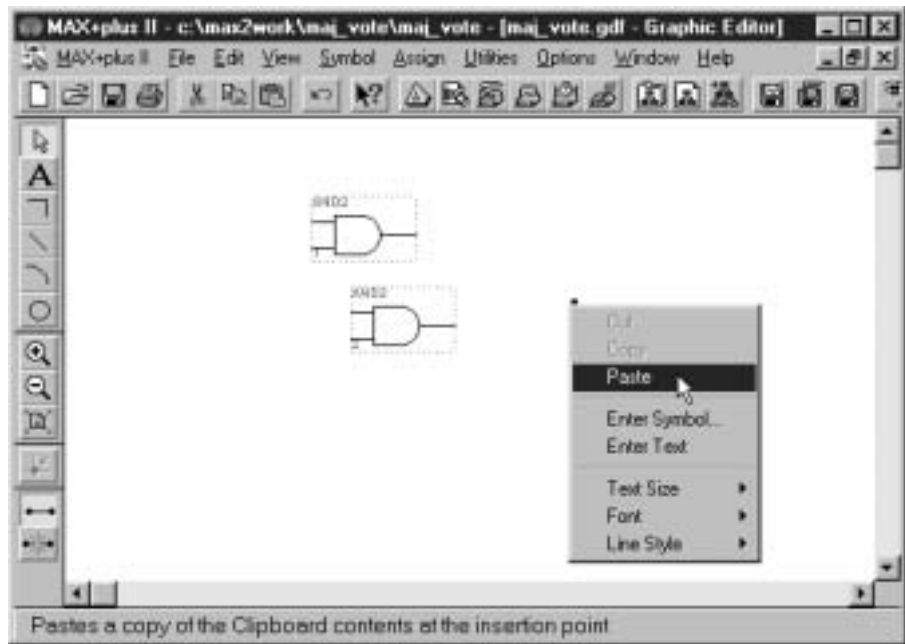 MAX+plus II - c:\max2work\maj_vote\maj_vote - [maj_vote.gdf - Graphic Editor]
MAX+plus II File Edit View Symbol Assign Utilities Options Window Help
A
AND2
1
AND2
2
Cut
Copy
Paste
Enter Symbol...
Enter Text
Text Size
Font
Line Style
Pastes a copy of the Clipboard contents at the insertion point